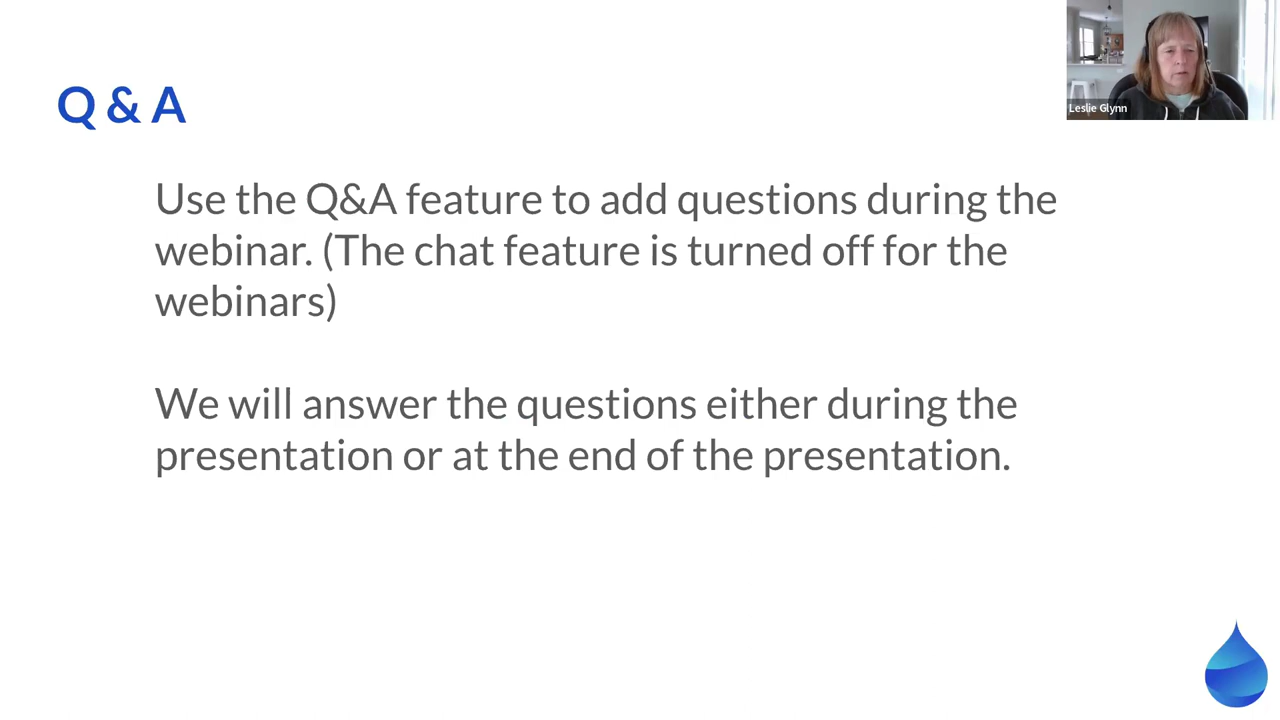 Q & A
Leslie Glynn
Use the Q&A feature to add questions during the
webinar. (The chat feature is turned off for the
webinars)
We will answer the questions either during the
presentation or at the end of the presentation.